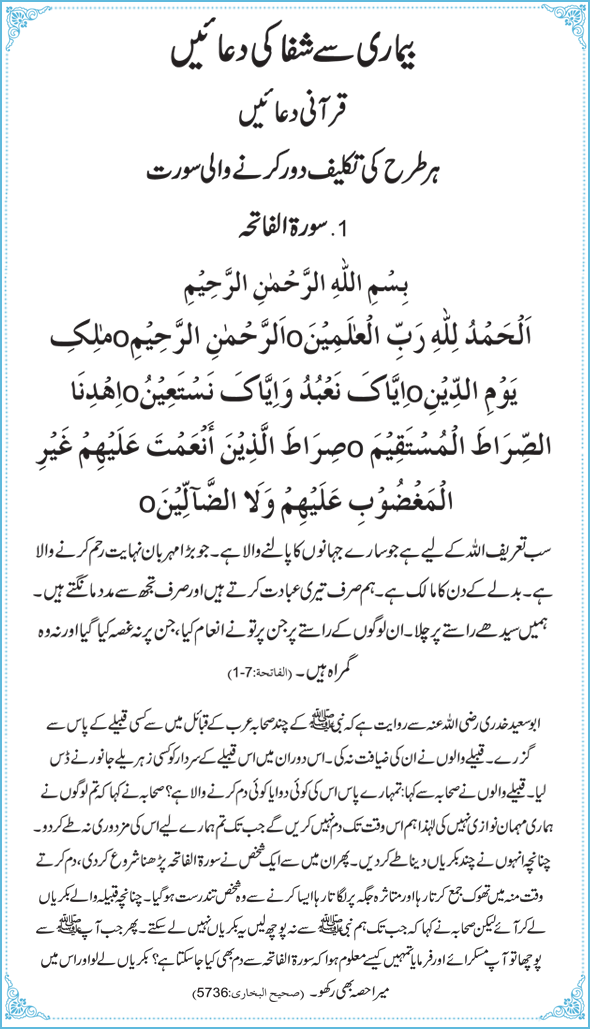 بیماری سے شفا کی دعائیں
قرآنی دعائیں
ہر طرح کی تکلیف دور کرنے والی سورت
1. سورۃ الفاتحہ
بِسْمِ اللّٰهِ الرَّحْمٰنِ الرَّحِیْمِ
اَلْحَمْدُ لِلّٰهِ رَبِّ الْعٰلَمِیْنَoاَلرَّحْمٰنِ الرَّحِیْمِoمٰلِکِ
یَوْمِ الدِّیْنِoاِیَّاکَ نَعْبُدُ وَاِیَّاکَ نَسْتَعِیْنُoاِهْدِنَا
الصِّرَاطَ الْمُسْتَقِیْمَ oصِرَاطَ الَّذِیْنَ أَنْعَمْتَ عَلَیْهِمْ غَیْرِ
الْمَغْضُوْبِ عَلَیْهِمْ وَلَا الضَّآلِّیْنَo
سب تعریف اللہ کے لیے ہے جو سارے جہانوں کا پالنے والا ہے۔ جو بڑا مہربان نہایت رحم کرنے والا
ہے۔ بدلے کے دن کا مالک ہے۔ ہم صرف تیری عبادت کرتے ہیں اور صرف تجھ سے مدد مانگتے ہیں۔
ہمیں سیدھے راستے پر چلا۔ ان لوگوں کے راستے پر جن پر تو نے انعام کیا، جن پر نہ غصہ کیا گیا اور نہ وہ
گمراہ ہیں۔ (الفاتحة:7-1)
ابوسعید خدری رضی اللہ عنہ سے روایت ہے کہ نبی ﷺ کے چند صحابہ عرب کے قبائل میں سے کسی قبیلے کے پاس سے
گزرے۔ قبیلے والوں نے ان کی ضیافت نہ کی۔ اس دوران میں اس قبیلے کے سردار کو کسی زہریلے جانور نے ڈس
لیا۔ قبیلے والوں نے صحابہ سے کہا: تمہارے پاس اس کی کوئی دوا یا کوئی دم کرنے والا ہے؟ صحابہ نے کہا کہ تم لوگوں نے
ہماری مہمان نوازی نہیں کی لہٰذا ہم اس وقت تک دم نہیں کریں گے جب تک تم ہمارے لیے اس کی مزدوری نہ طے کر دو۔
چنانچہ انہوں نے چند بکریاں دینا طے کر دیں۔ پھر ان میں سے ایک شخص نے سورۃ الفاتحہ پڑھنا شروع کر دی، دم کرتے
وقت منہ میں تھوک جمع کرتا رہا اور متاثرہ جگہ پر لگاتا رہا ایسا کرنے سے وہ شخص تندرست ہوگیا۔ چنانچہ قبیلہ والے بکریاں
لے کر آئے لیکن صحابہ نے کہا کہ جب تک ہم نبی ﷺ سے نہ پوچھ لیں یہ بکریاں نہیں لے سکتے۔ پھر جب آپ ﷺ سے
پوچھا تو آپ مسکرائے اور فرمایا تمہیں کیسے معلوم ہوا کہ سورۃ الفاتحہ سے دم بھی کیا جا سکتا ہے؟ بکریاں لے لو اور اس میں
میرا حصہ بھی رکھو۔ (صحیح البخاری:5736)